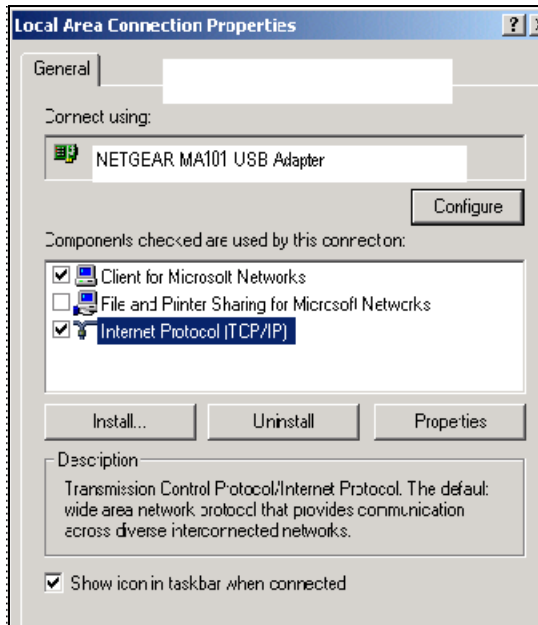 Local Area Connection Properties
General
Connect using:
NETGEAR MA101 USB Adapter
Configure
Components checked are used by this connection:
Client for Microsoft Networks
File and Printer Sharing for Microsoft Networks
Internet Protocol (TCP/IP)
Install...
Uninstall
Properties
Description
Transmission Control Protocol/Internet Protocol. The default
wide area network protocol that provides communication
across diverse interconnected networks.
Show icon in taskbar when connected